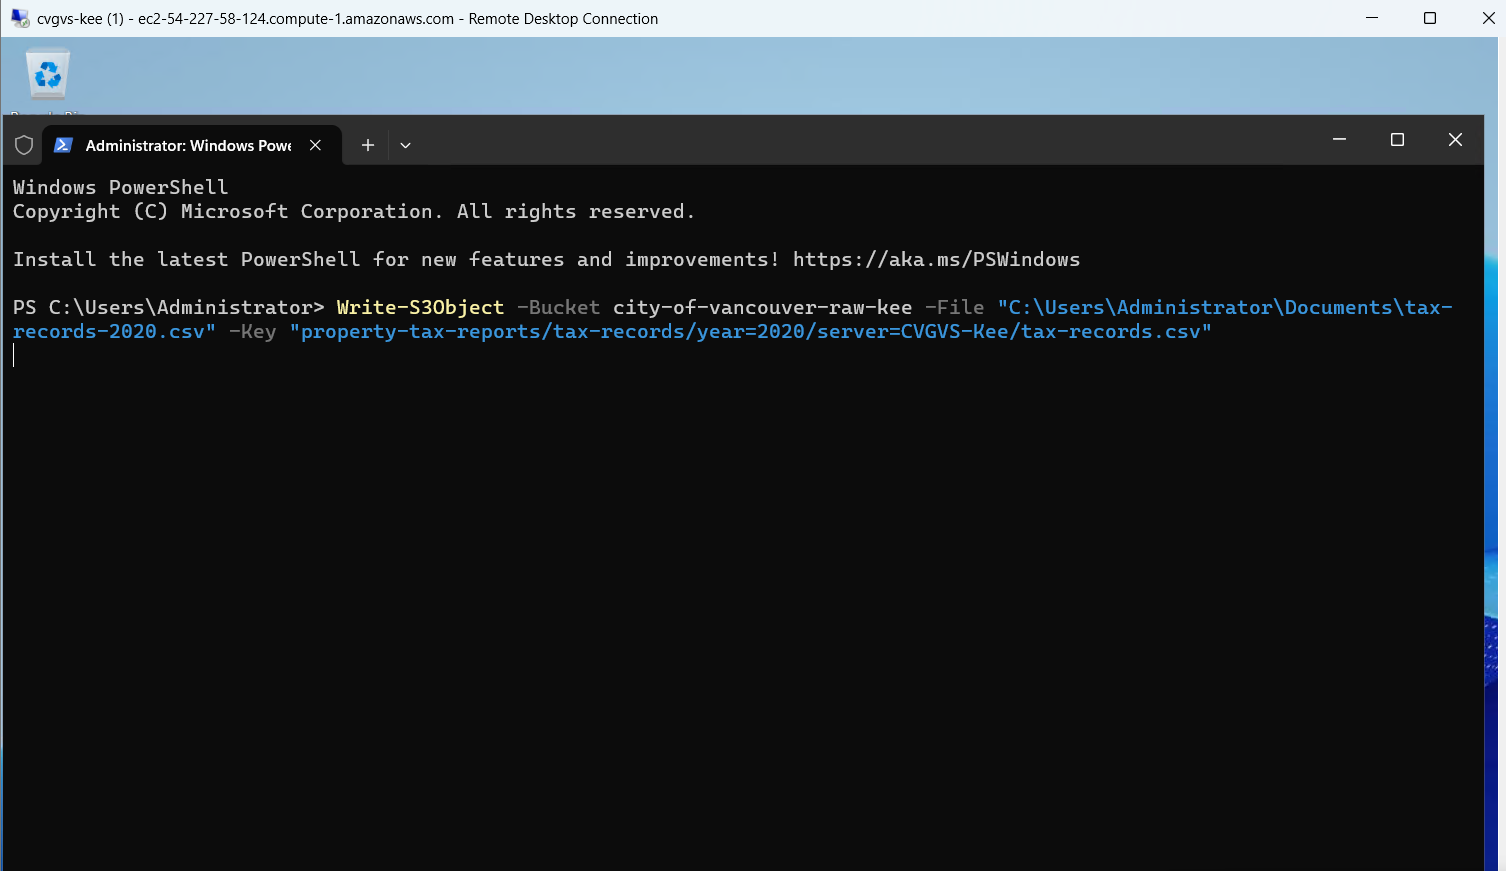 cvgvs-kee (1) - ec2-54-227-58-124.compute-1.amazonaws.com - Remote Desktop Connection
Administrator: Windows Powe
Windows PowerShell
Copyright (C) Microsoft Corporation. All rights reserved.
Install the latest PowerShell for new features and improvements! https://aka.ms/PSWindows
PS C:\Users\Administrator> Write-S3Object -Bucket city-of-vancouver-raw-kee -File "C:\Users\Administrator\Documents\tax-
records-2020.csv" -Key "property-tax-reports/tax-records/year=2020/server=CVGVS-Kee/tax-records.csv"